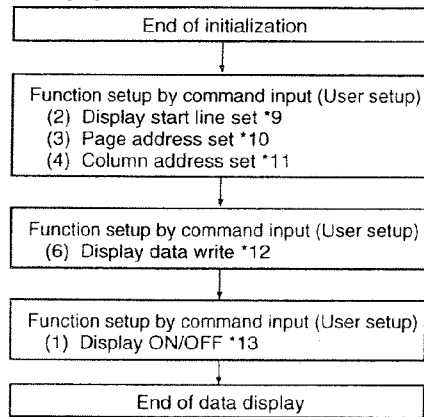 End of initialization
Function setup by command input (User setup)
(2) Display start line set *9
(3) Page address set *10
(4) Column address set *11
Function setup by command input (User setup)
(6) Display data write *12
Function setup by command input (User setup)
(1) Display ON/OFF *13
End of data display